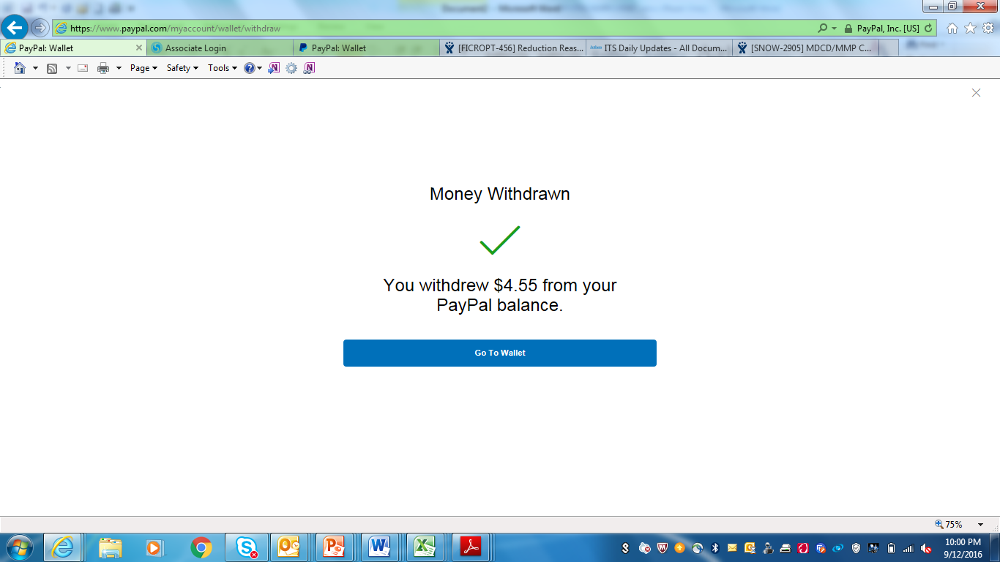 https://www.paypal.com/myaccount/wallet/withdraw
PayPal, Inc. [US]
PayPal: Wallet
Associate Login
PayPal: Wallet
[FICROPT-456] Reduction Reas...
ITS Daily Updates - All Docum...
[SNOW-2905] MDCD/MMP C...
Page
Safety
Tools
Money Withdrawn
You withdrew $4.55 from your
PayPal balance.
Go To Wallet
75%
10:00 PM
9/12/2016